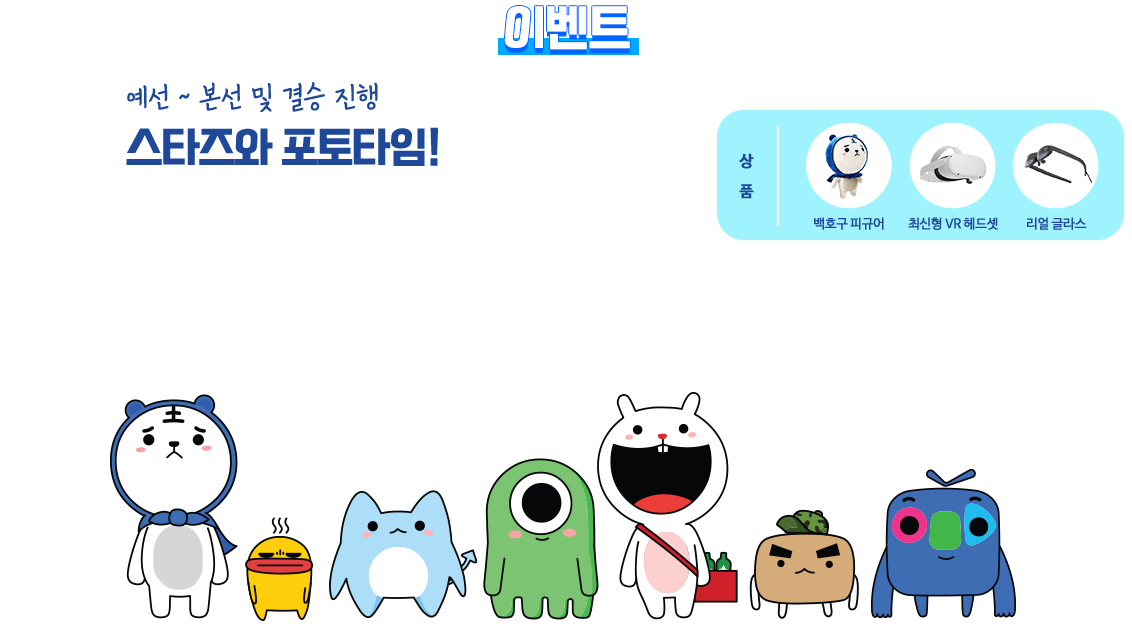 이벤트
예선 ~ 본선 및 결승 진행
스타즈와 포토타임!
상
품
백호구 피규어
최신형 VR 헤드셋
리얼 글라스